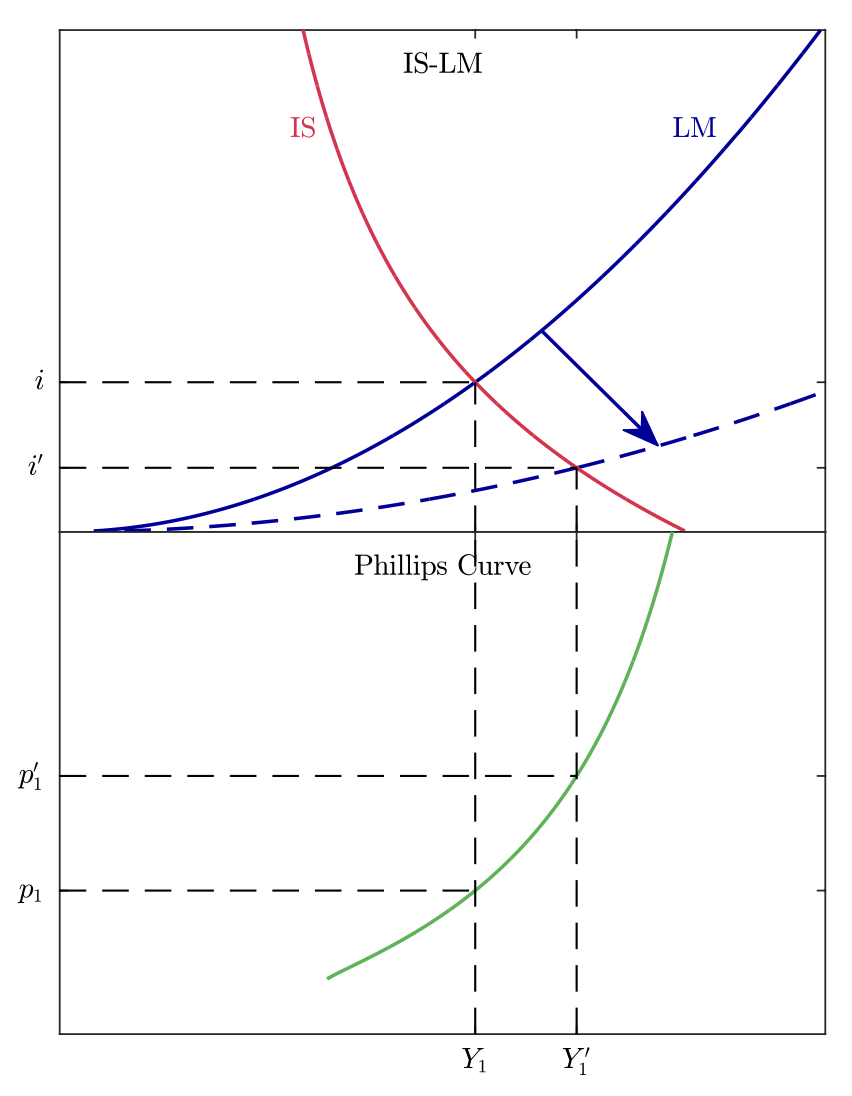 IS-LM
IS
LM
i
i′
Phillips Curve
p′₁
p₁
Y₁
Y′₁